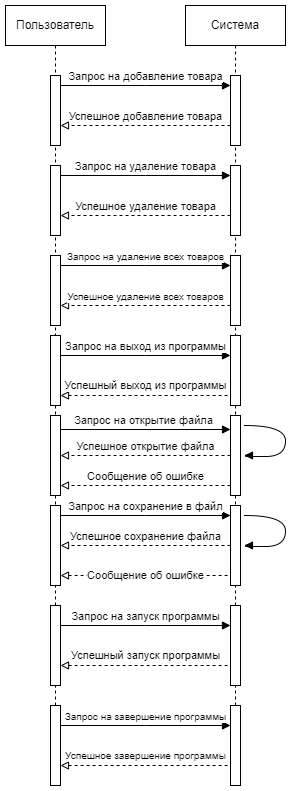 Пользователь
Система
Запрос на добавление товара
Успешное добавление товара
Запрос на удаление товара
Успешное удаление товара
Запрос на удаление всех товаров
Успешное удаление всех товаров
Запрос на выход из программы
Успешный выход из программы
Запрос на открытие файла
Успешное открытие файла
Сообщение об ошибке
Запрос на сохранение в файл
Успешное сохранение файла
Сообщение об ошибке
Запрос на запуск программы
Успешный запуск программы
Запрос на завершение программы
Успешное завершение программы